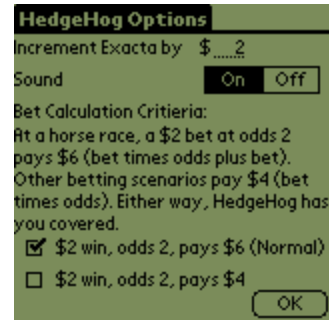 HedgeHog Options
Increment Exacta by $ 2
Sound On Off
Bet Calculation Critieria:
At a horse race, a $2 bet at odds 2
pays $6 (bet times odds plus bet).
Other betting scenarios pay $4 (bet
times odds). Either way, HedgeHog has
you covered.
$2 win, odds 2, pays $6 (Normal)
$2 win, odds 2, pays $4
OK